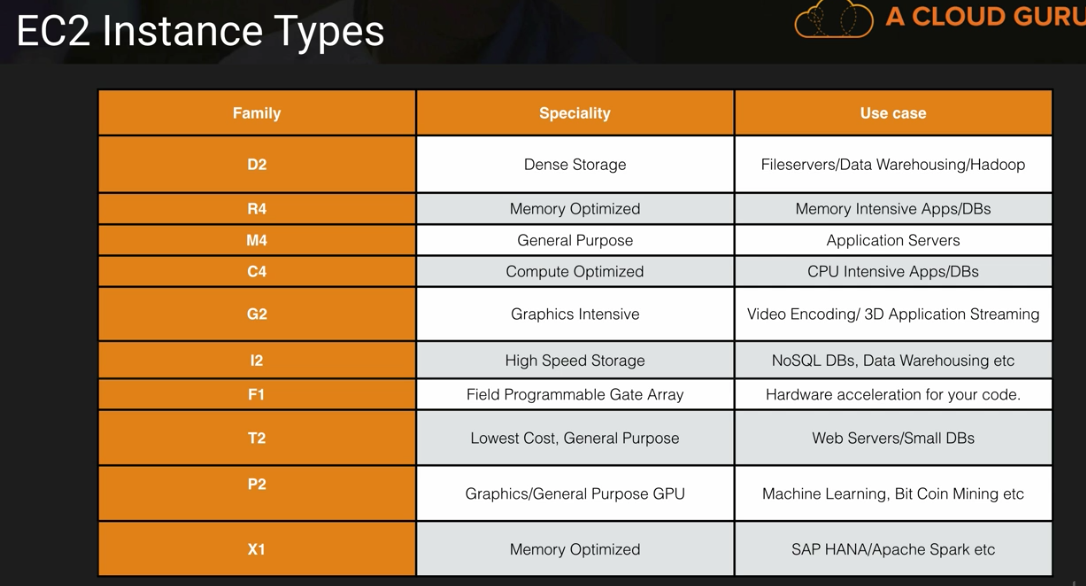 EC2 Instance Types
A CLOUD GURU
Family Speciality Use case
D2 Dense Storage Fileservers/Data Warehousing/Hadoop
R4 Memory Optimized Memory Intensive Apps/DBs
M4 General Purpose Application Servers
C4 Compute Optimized CPU Intensive Apps/DBs
G2 Graphics Intensive Video Encoding/ 3D Application Streaming
I2 High Speed Storage NoSQL DBs, Data Warehousing etc
F1 Field Programmable Gate Array Hardware acceleration for your code.
T2 Lowest Cost, General Purpose Web Servers/Small DBs
P2 Graphics/General Purpose GPU Machine Learning, Bit Coin Mining etc
X1 Memory Optimized SAP HANA/Apache Spark etc